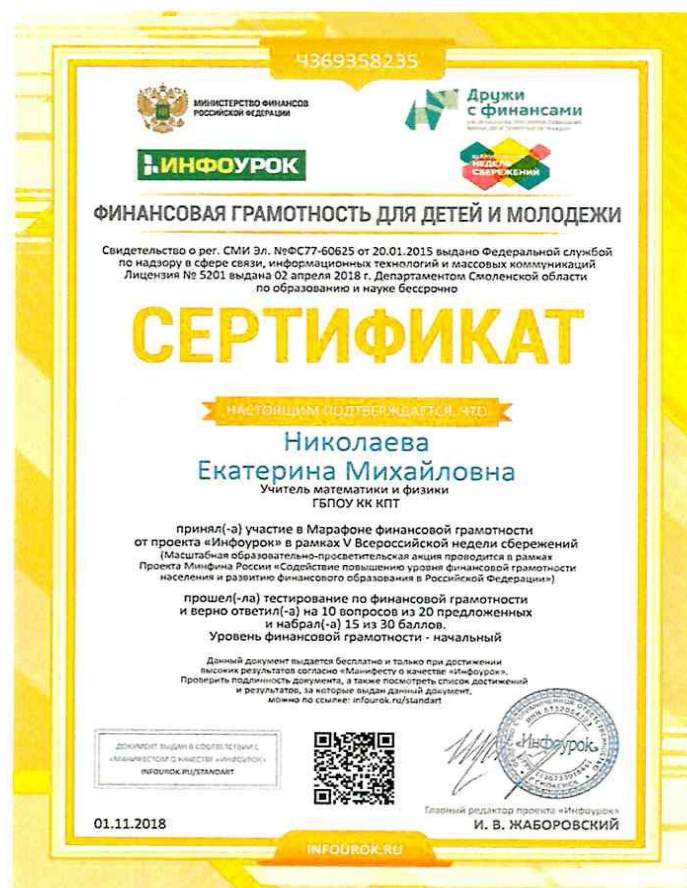 Ч369358235
МИНИСТЕРСТВО ФИНАНСОВ
РОССИЙСКОЙ ФЕДЕРАЦИИ
Дружи
с финансами
ИНФОУРОК
НЕДЕЛЯ
СБЕРЕЖЕНИЙ
ФИНАНСОВАЯ ГРАМОТНОСТЬ ДЛЯ ДЕТЕЙ И МОЛОДЕЖИ
Свидетельство о рег. СМИ Эл. №ФС77-60625 от 20.01.2015 выдано Федеральной службой
по надзору в сфере связи, информационных технологий и массовых коммуникаций
Лицензия № 5201 выдана 02 апреля 2018 г. Департаментом Смоленской области
по образованию и науке бессрочно
СЕРТИФИКАТ
НАСТОЯЩИМ ПОДТВЕРЖДАЕТСЯ, ЧТО
Николаева
Екатерина Михайловна
Учитель математики и физики
ГБПОУ КК КПТ
принял(-а) участие в Марафоне финансовой грамотности
от проекта «Инфоурок» в рамках V Всероссийской недели сбережений
(Масштабная образовательно-просветительская акция проводится в рамках
Проекта Минфина России «Содействие повышению уровня финансовой грамотности
населения и развитию финансового образования в Российской Федерации»)
прошел(-ла) тестирование по финансовой грамотности
и верно ответил(-а) на 10 вопросов из 20 предложенных
и набрал(-а) 15 из 30 баллов.
Уровень финансовой грамотности - начальный
Данный документ выдается бесплатно и только при достижении
высоких результатов согласно «Манифесту о качестве «Инфоурок».
Проверить подлинность документа, а также посмотреть список достижений
и результатов, за которые выдан данный документ,
можно по ссылке: infourok.ru/standart
ДОКУМЕНТ ВЫДАН В СООТВЕТСТВИИ С
«МАНИФЕСТОМ О КАЧЕСТВЕ «ИНФОУРОК»
INFOUROK.RU/STANDART
«Инфоурок»
Главный редактор проекта «Инфоурок»
01.11.2018
И. В. ЖАБОРОВСКИЙ
INFOUROK.RU